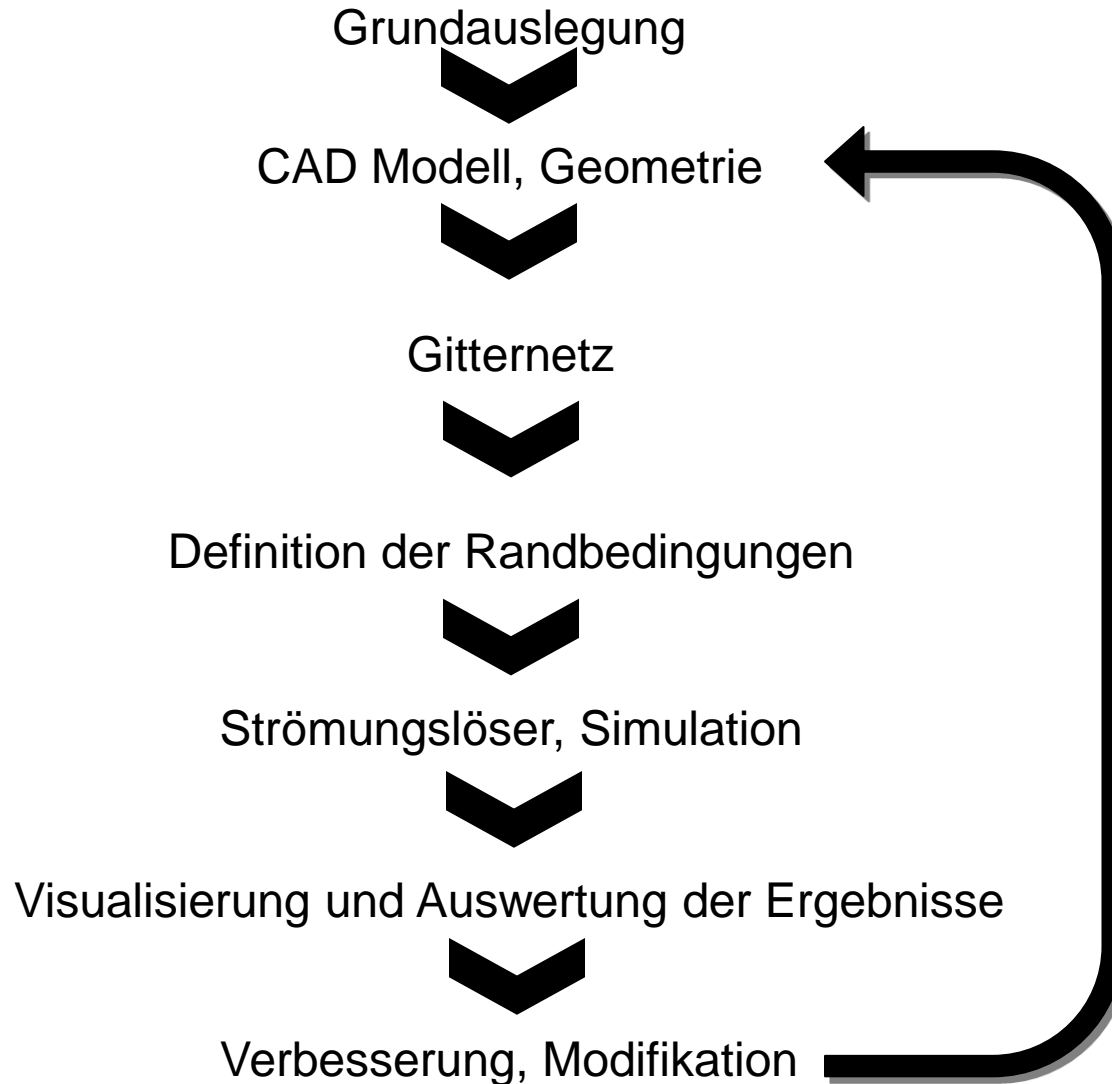 Grundauslegung
CAD Modell, Geometrie
Gitternetz
Definition der Randbedingungen
Strömungslöser, Simulation
Visualisierung und Auswertung der Ergebnisse
Verbesserung, Modifikation